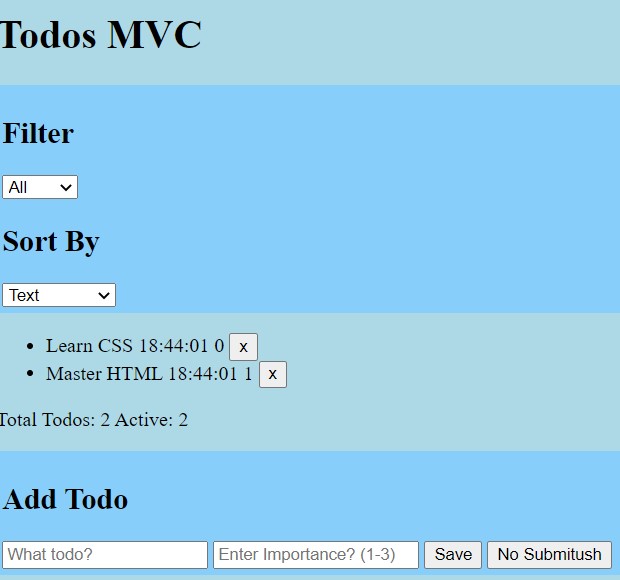 Todos MVC
Filter
All
Sort By
Text
Learn CSS 18:44:01 0 x
Master HTML 18:44:01 1 x
Total Todos: 2 Active: 2
Add Todo
What todo? Enter Importance? (1-3) Save No Submitush